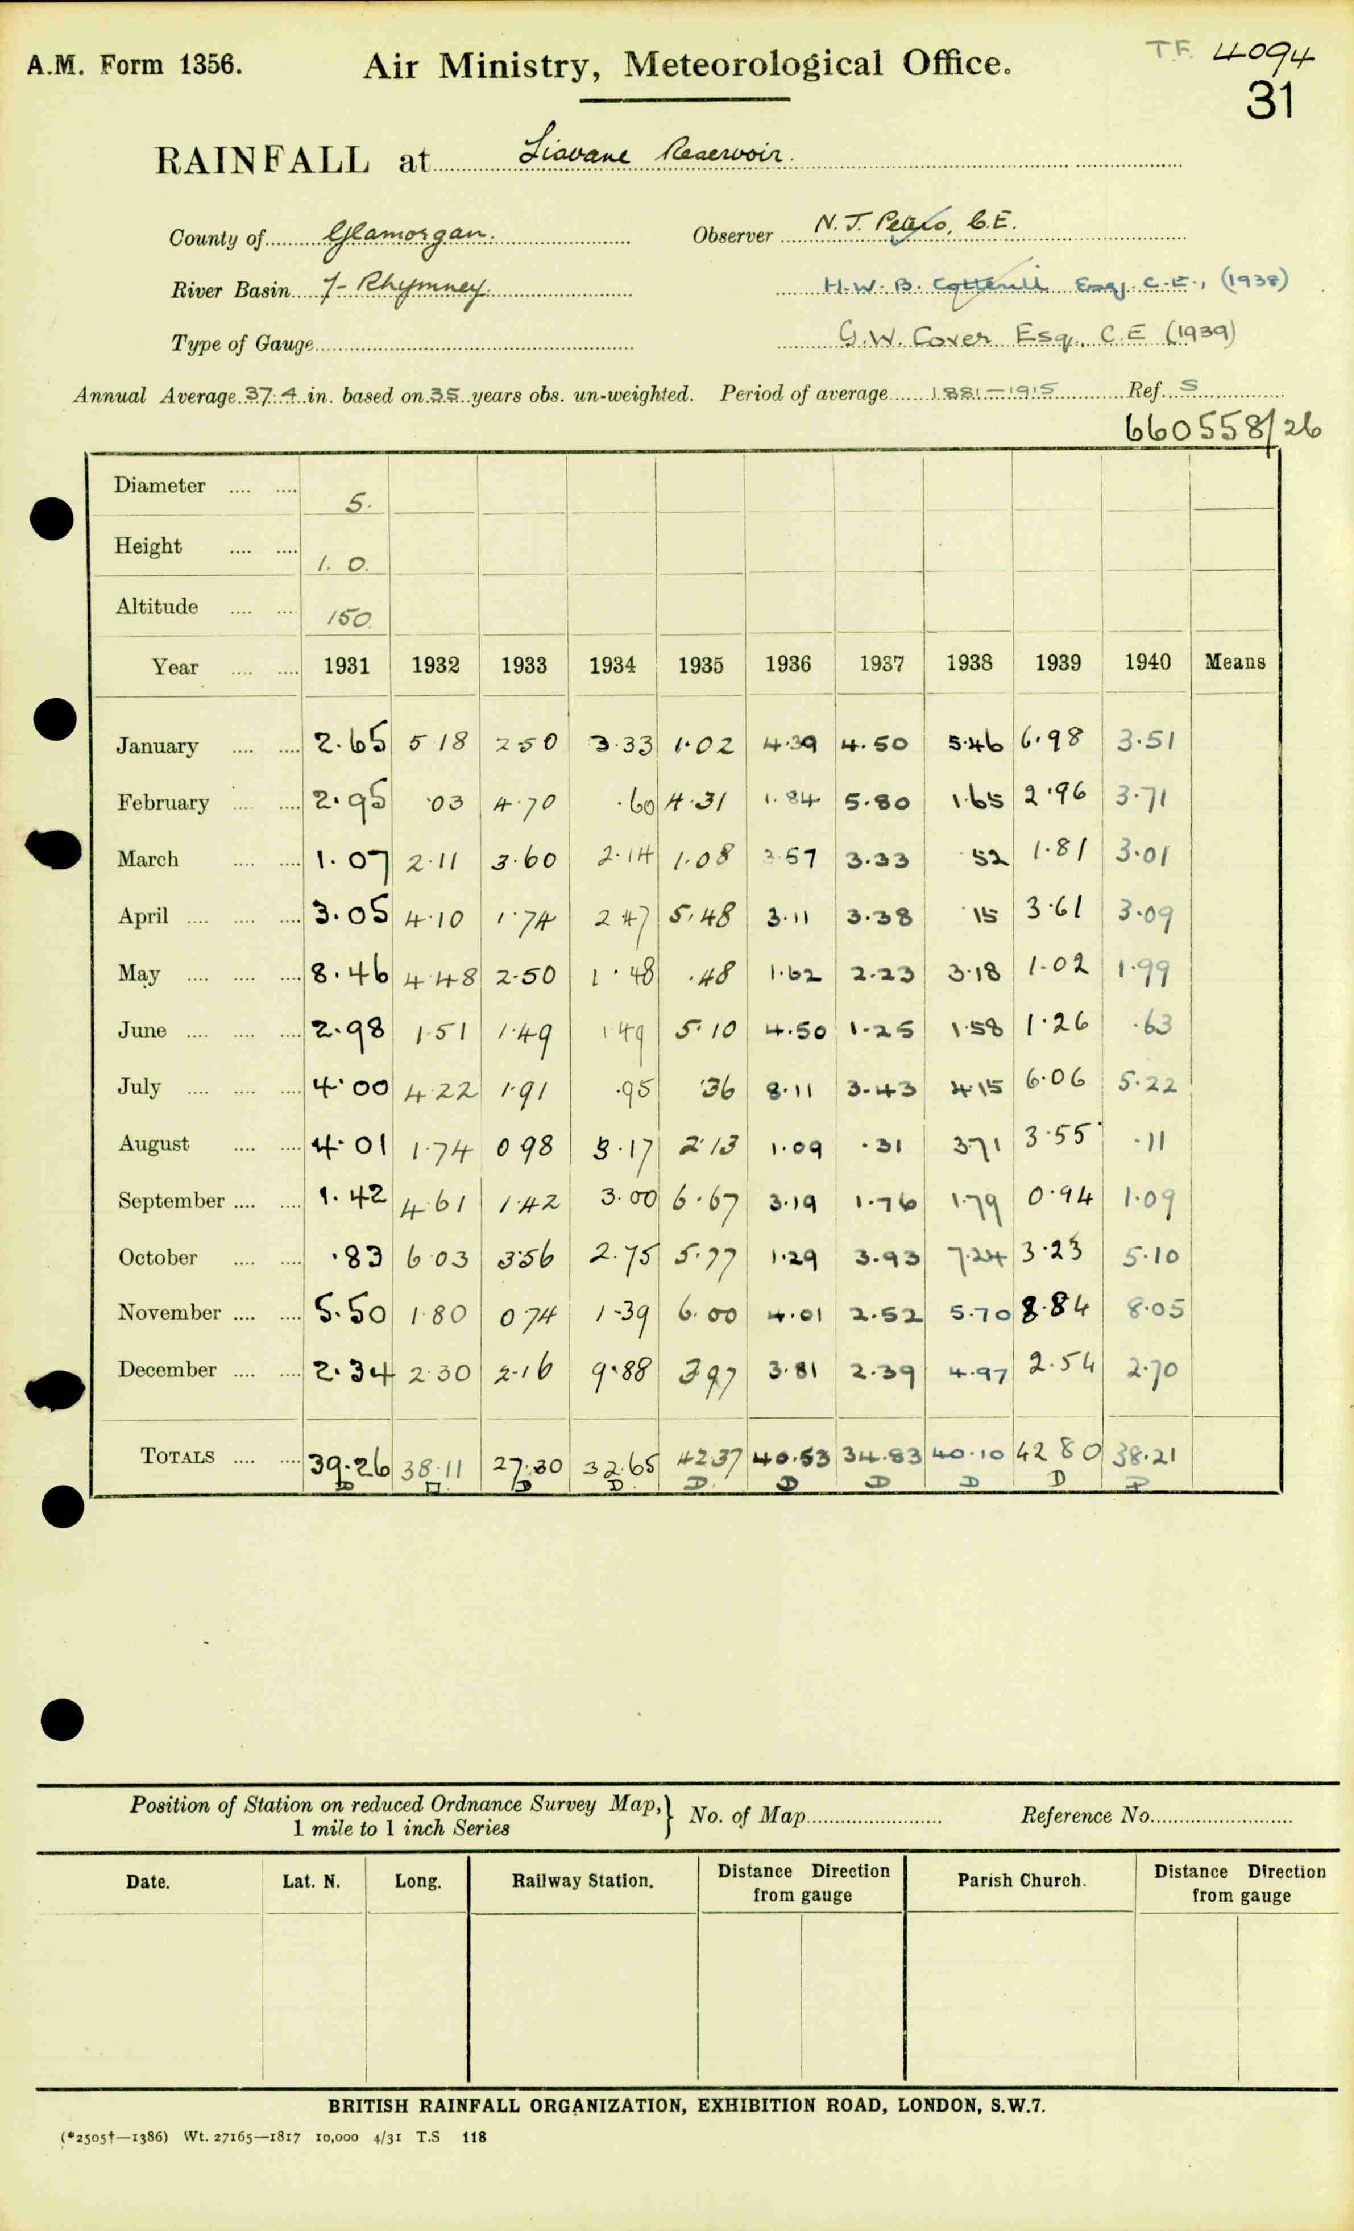 A.M. Form 1356. Air Ministry, Meteorological Office. T.F. 4094
31
RAINFALL at Lisvane Reservoir.
County of Glamorgan. Observer N. J. Peters, C.E.
River Basin 7- Rhymney. H.W.B. Cotterill Esq. C.E., (1938)
Type of Gauge G.W. Cover Esq., C.E (1939)
Annual Average 37.4 in. based on 35 years obs. un-weighted. Period of average 1881-1915 Ref. S
660558/26
Diameter 5.
Height 1. 0.
Altitude 150.
Year 1931 1932 1933 1934 1935 1936 1937 1938 1939 1940 Means
January 2.65 5 18 2 50 3.33 1.02 4.39 4.50 5.46 6.98 3.51
February 2.95 .03 4.70 .60 4.31 1.84 5.80 1.65 2.96 3.71
March 1.07 2.11 3.60 2.14 1.08 3.57 3.33 .52 1.81 3.01
April 3.05 4.10 1.74 2 47 5.48 3.11 3.38 .15 3.61 3.09
May 8.46 4.48 2.50 1.48 .48 1.62 2.23 3.18 1.02 1.99
June 2.98 1.51 1.49 1 49 5.10 4.50 1.25 1.58 1.26 .63
July 4.00 4.22 1.91 .95 .36 8.11 3.43 4.15 6.06 5.22
August 4.01 1.74 0 98 3.17 2.13 1.09 .31 3.71 3.55 .11
September 1.42 4.61 1.42 3.00 6.67 3.19 1.76 1.79 0.94 1.09
October .83 6 03 3.56 2.75 5.77 1.29 3.93 7.24 3.23 5.10
November 5.50 1.80 0 74 1.39 6.00 4.01 2.52 5.70 8.84 8.05
December 2.34 2.30 2.16 9.88 3 97 3.81 2.39 4.97 2.54 2.70
TOTALS 39.26 38.11 27.30 32.65 42.37 40.53 34.83 40.10 42 80 38.21
D D D D D D D D D
Position of Station on reduced Ordnance Survey Map, } No. of Map Reference No.
1 mile to 1 inch Series
Date. Lat. N. Long. Railway Station. Distance Direction Parish Church. Distance Direction
from gauge from gauge
BRITISH RAINFALL ORGANIZATION, EXHIBITION ROAD, LONDON, S.W.7.
(*2505†—1386) Wt. 27165—1817 10,000 4/31 T.S 118